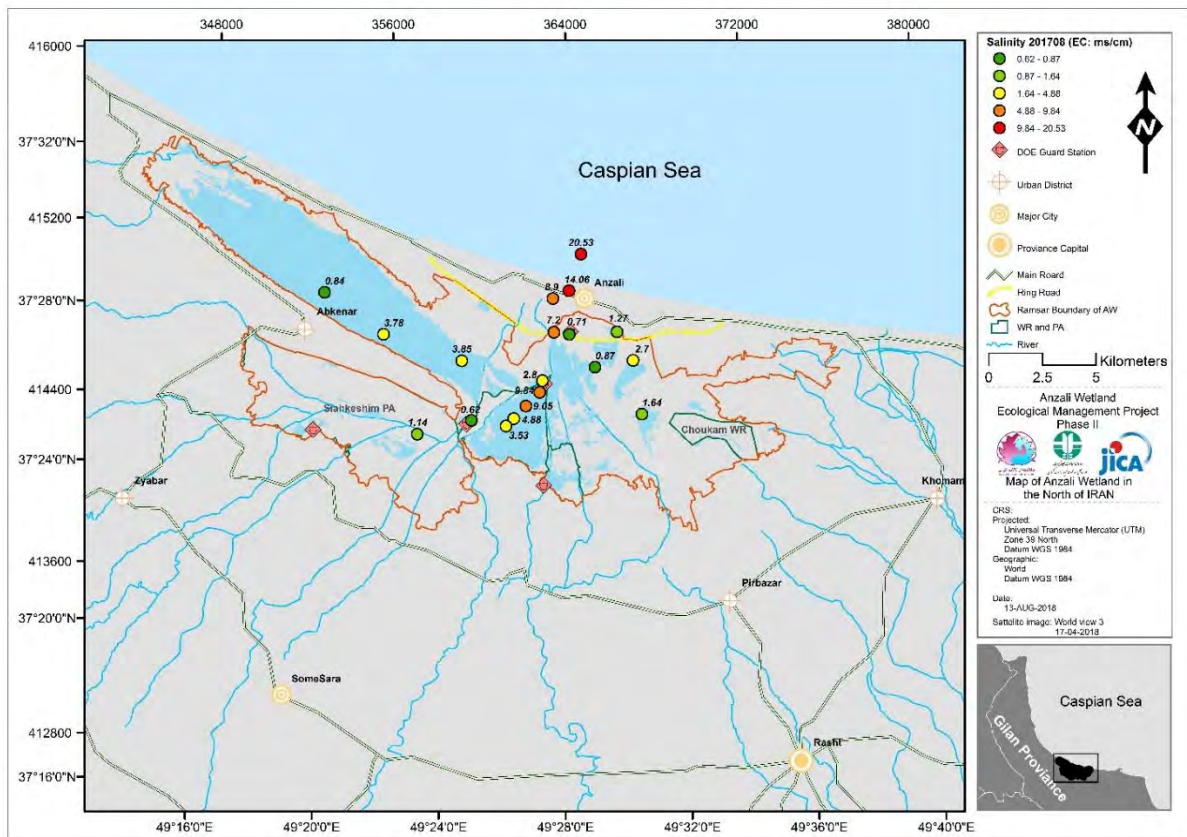 348000 356000 364000 372000 380000
416000
415200
414400
413600
412800
37°32'0"N
37°28'0"N
37°24'0"N
37°20'0"N
37°16'0"N
49°16'0"E 49°20'0"E 49°24'0"E 49°28'0"E 49°32'0"E 49°36'0"E 49°40'0"E
Caspian Sea
20.53
14.06
8.9
Anzali
0.84
Abkenar
3.78
7.2
0.71
1.27
3.85
0.87
2.7
2.8
9.84
9.05
4.88
3.53
0.62
1.14
1.64
Siahkeshim PA
Choukam WR
Zyabar
Khomam
Pirbazar
SomeSara
Rasht
Salinity 201708 (EC: ms/cm)
0.62 - 0.87
0.87 - 1.64
1.64 - 4.88
4.88 - 9.84
9.84 - 20.53
DOE Guard Station
Urban District
Major City
Proviance Capital
Main Roard
Ring Road
Ramsar Boundary of AW
WR and PA
River
N
Kilometers
0 2.5 5
Anzali Wetland
Ecological Management Project
Phase II
jICA
Map of Anzali Wetland in
the North of IRAN
CRS:
Projected:
Universal Transverse Mercator (UTM)
Zone 39 North
Datum WGS 1984
Geographic:
World
Datum WGS 1984
Date:
13-AUG-2018
Sattolito imago: World view 3
17-04-2018
Caspian Sea
Gilan Proviance